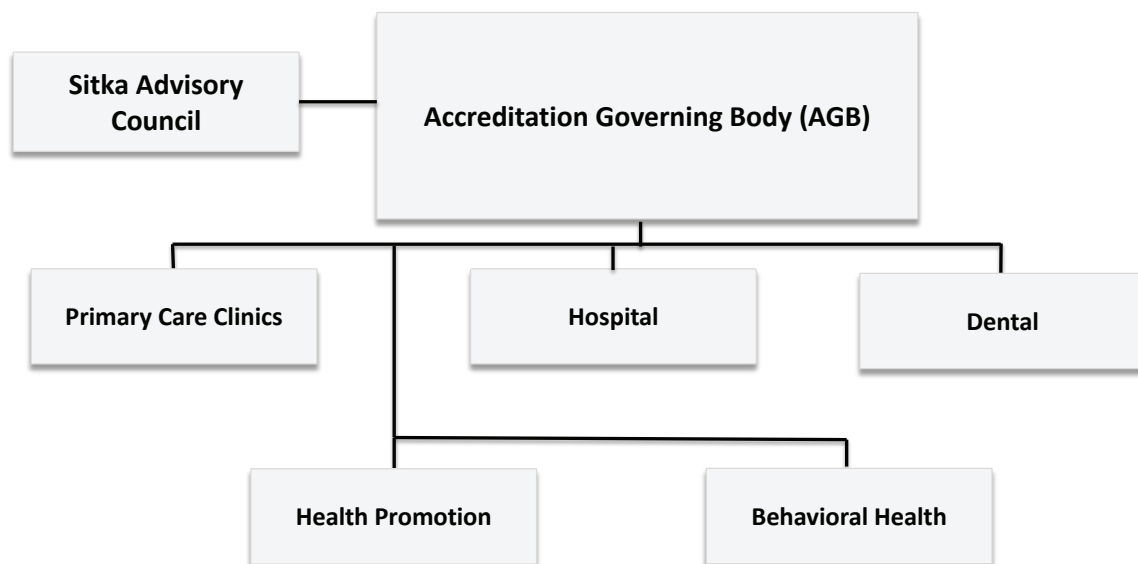 Sitka Advisory
Council
Accreditation Governing Body (AGB)
Primary Care Clinics
Hospital
Dental
Health Promotion
Behavioral Health